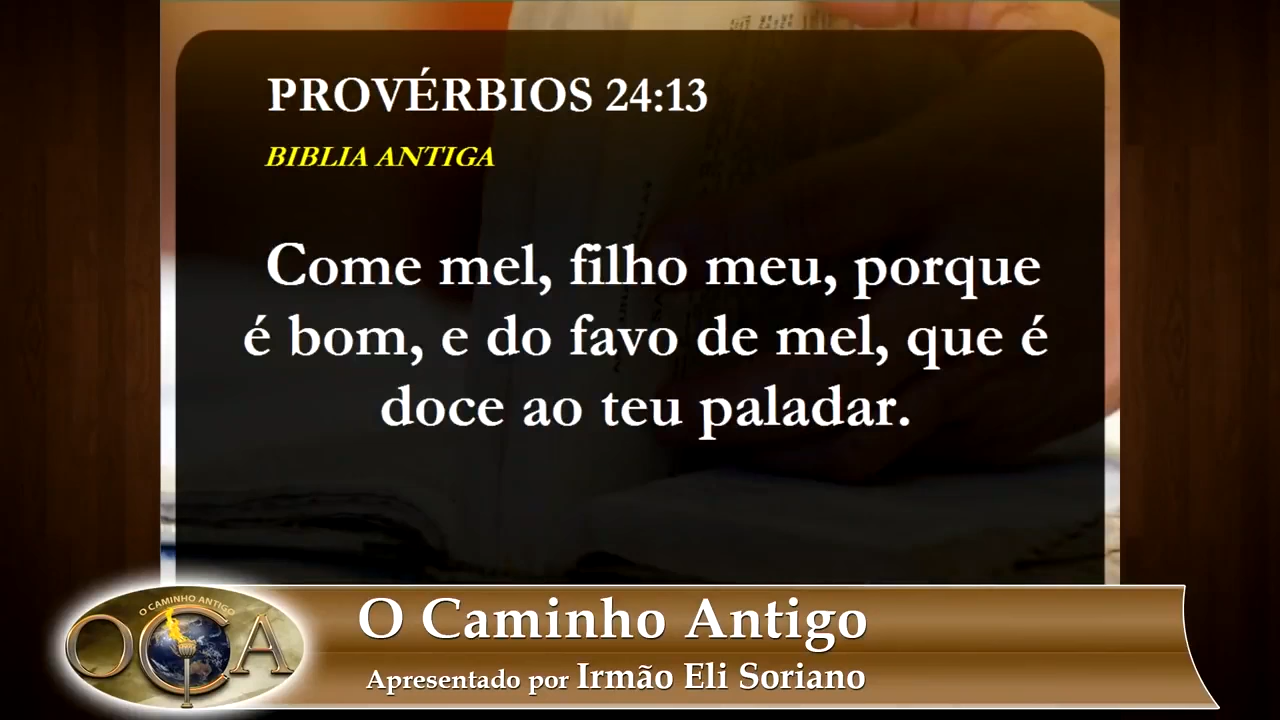 PROVÉRBIOS 24:13
BIBLIA ANTIGA
Come mel, filho meu, porque
é bom, e do favo de mel, que é
doce ao teu paladar.
O CAMINHO ANTIGO
OCA
O Caminho Antigo
Apresentado por Irmão Eli Soriano